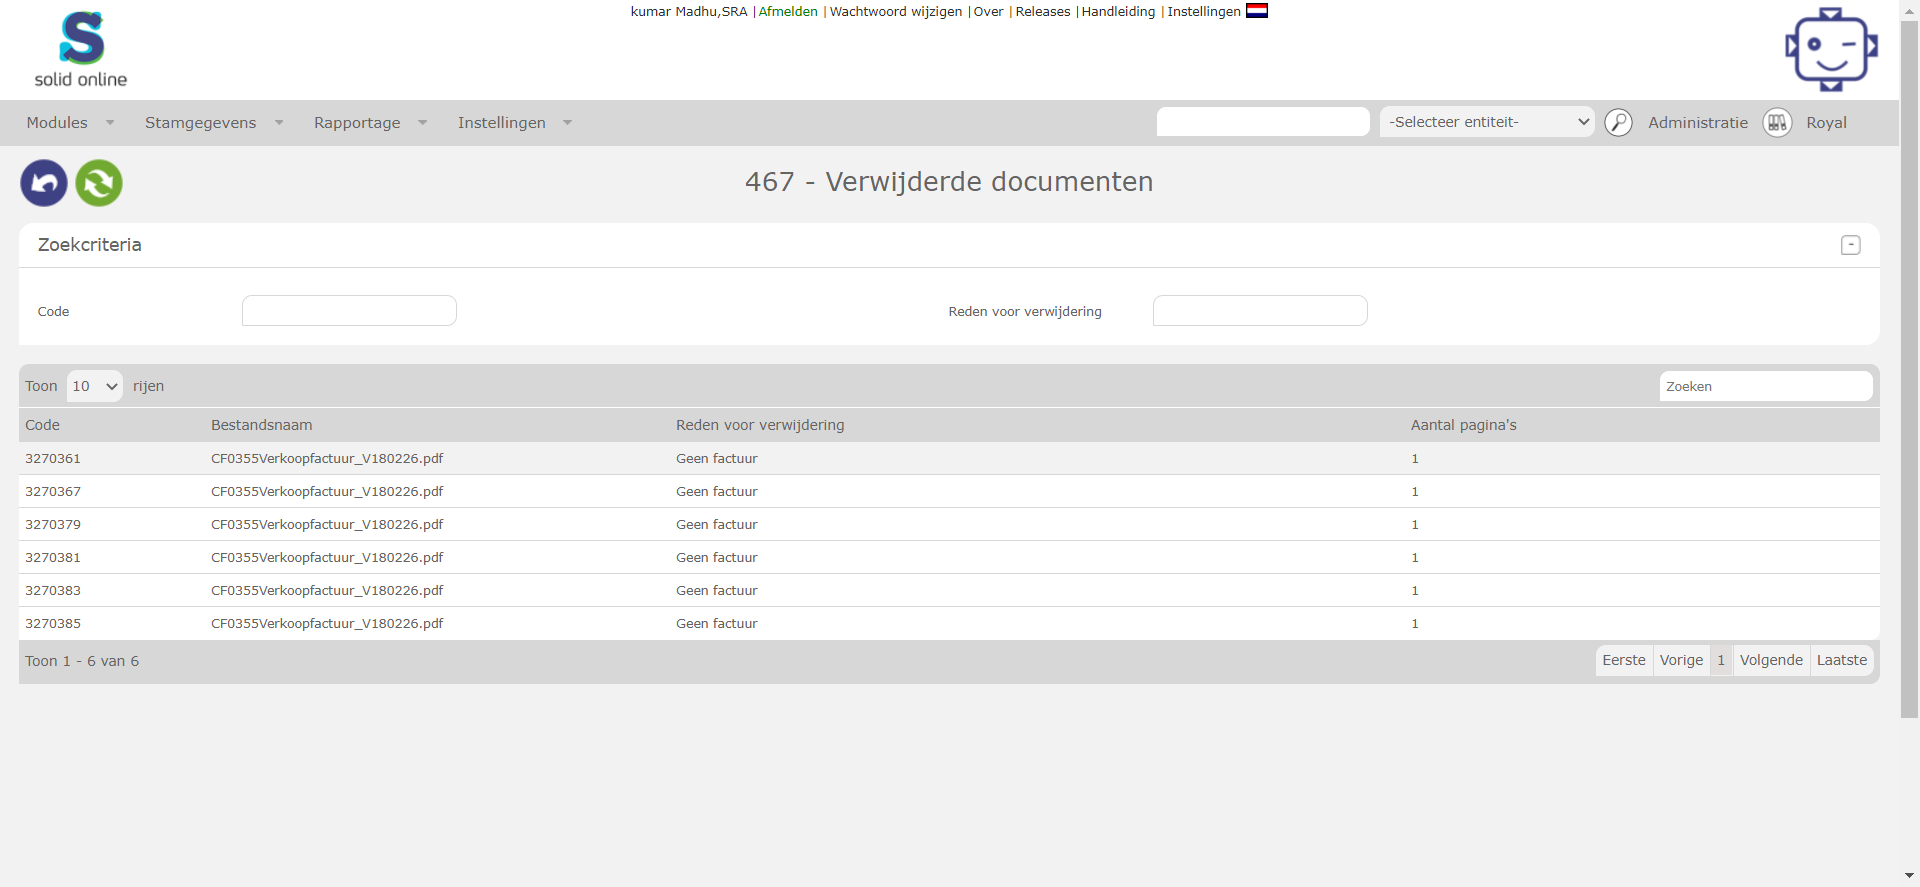 kumar Madhu,SRA |Afmelden |Wachtwoord wijzigen |Over |Releases |Handleiding |Instellingen
solid online
Modules Stamgegevens Rapportage Instellingen -Selecteer entiteit- Administratie Royal
467 - Verwijderde documenten
Zoekcriteria -
Code Reden voor verwijdering
Toon 10 rijen Zoeken
Code Bestandsnaam Reden voor verwijdering Aantal pagina's
3270361 CF0355Verkoopfactuur_V180226.pdf Geen factuur 1
3270367 CF0355Verkoopfactuur_V180226.pdf Geen factuur 1
3270379 CF0355Verkoopfactuur_V180226.pdf Geen factuur 1
3270381 CF0355Verkoopfactuur_V180226.pdf Geen factuur 1
3270383 CF0355Verkoopfactuur_V180226.pdf Geen factuur 1
3270385 CF0355Verkoopfactuur_V180226.pdf Geen factuur 1
Toon 1 - 6 van 6 Eerste Vorige 1 Volgende Laatste